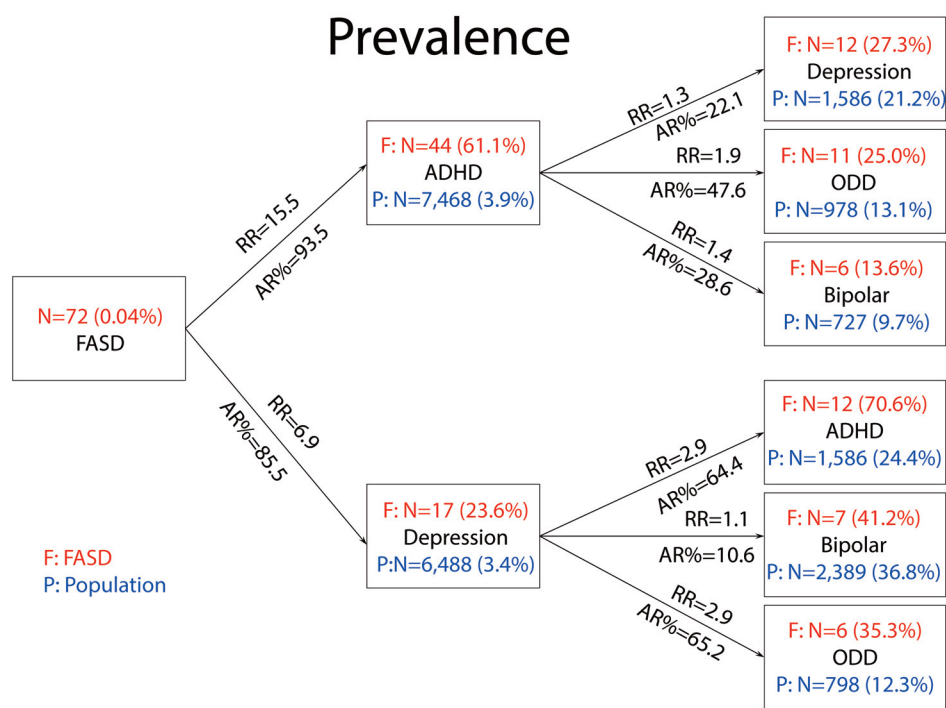 Prevalence
N=72 (0.04%)
FASD
RR=15.5
AR%=93.5
F: N=44 (61.1%)
ADHD
P: N=7,468 (3.9%)
RR=1.3
AR%=22.1
F: N=12 (27.3%)
Depression
P: N=1,586 (21.2%)
RR=1.9
AR%=47.6
F: N=11 (25.0%)
ODD
P: N=978 (13.1%)
RR=1.4
AR%=28.6
F: N=6 (13.6%)
Bipolar
P: N=727 (9.7%)
RR=6.9
AR%=85.5
F: N=17 (23.6%)
Depression
P:N=6,488 (3.4%)
RR=2.9
AR%=64.4
F: N=12 (70.6%)
ADHD
P: N=1,586 (24.4%)
RR=1.1
AR%=10.6
F: N=7 (41.2%)
Bipolar
P: N=2,389 (36.8%)
RR=2.9
AR%=65.2
F: N=6 (35.3%)
ODD
P: N=798 (12.3%)
F: FASD
P: Population